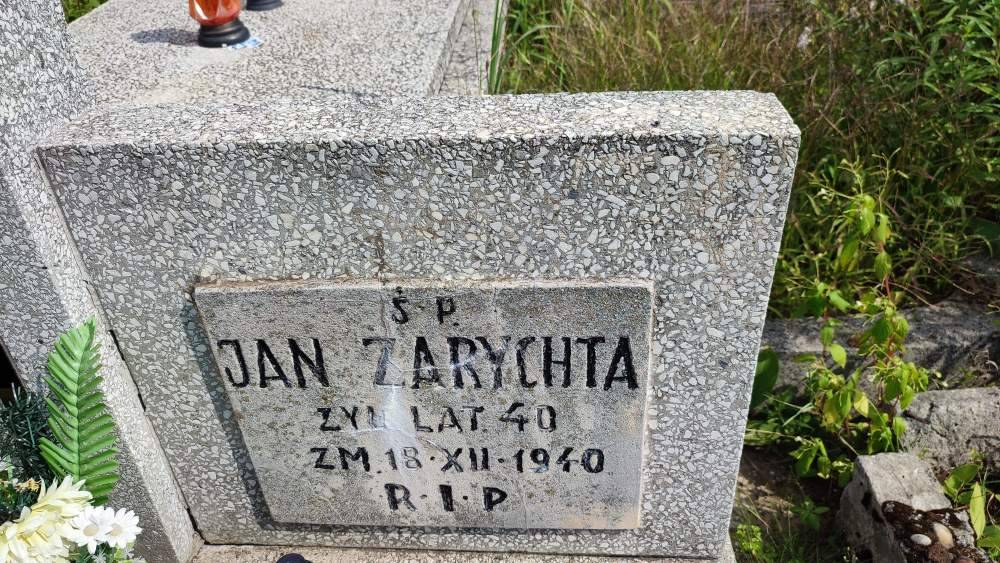 Ś·P.
JAN ZARYCHTA
ŻYŁ LAT 40
ZM. 18·XII·1940
R·I·P